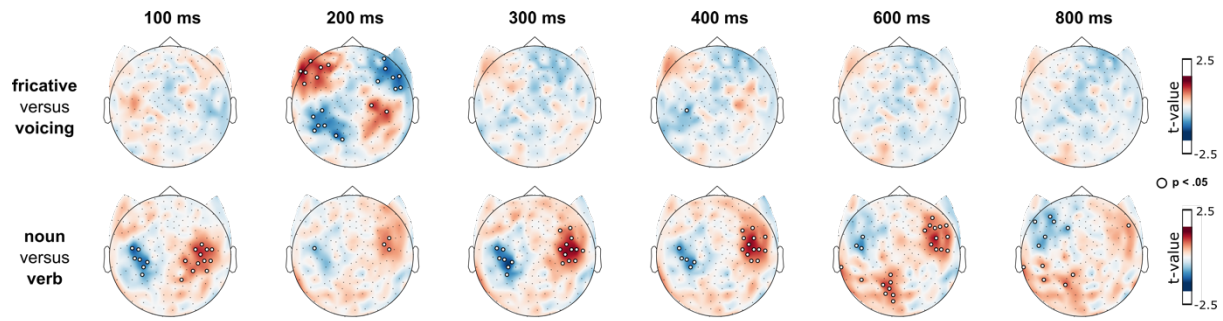 100 ms 200 ms 300 ms 400 ms 600 ms 800 ms
fricative
versus
voicing
2.5
t-value
-2.5
p < .05
noun
versus
verb
2.5
t-value
-2.5